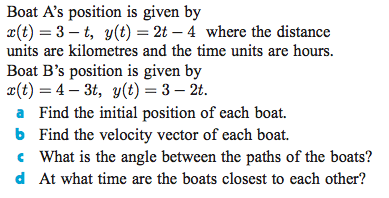 Boat A's position is given by
x(t) = 3 – t, y(t) = 2t – 4 where the distance
units are kilometres and the time units are hours.
Boat B's position is given by
x(t) = 4 – 3t, y(t) = 3 – 2t.
a Find the initial position of each boat.
b Find the velocity vector of each boat.
c What is the angle between the paths of the boats?
d At what time are the boats closest to each other?